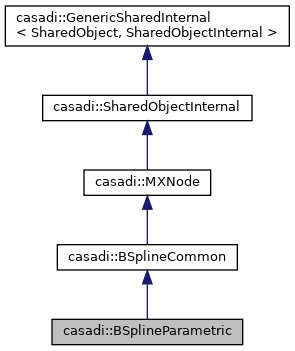 casadi::GenericSharedInternal
< SharedObject, SharedObjectInternal >
casadi::SharedObjectInternal
casadi::MXNode
casadi::BSplineCommon
casadi::BSplineParametric